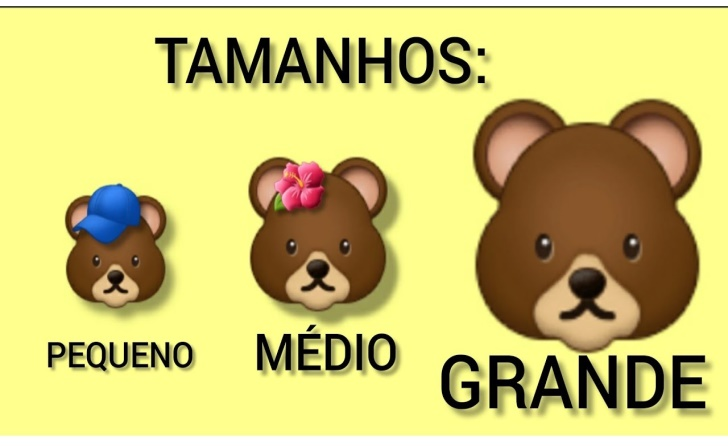 TAMANHOS:
PEQUENO
MÉDIO
GRANDE